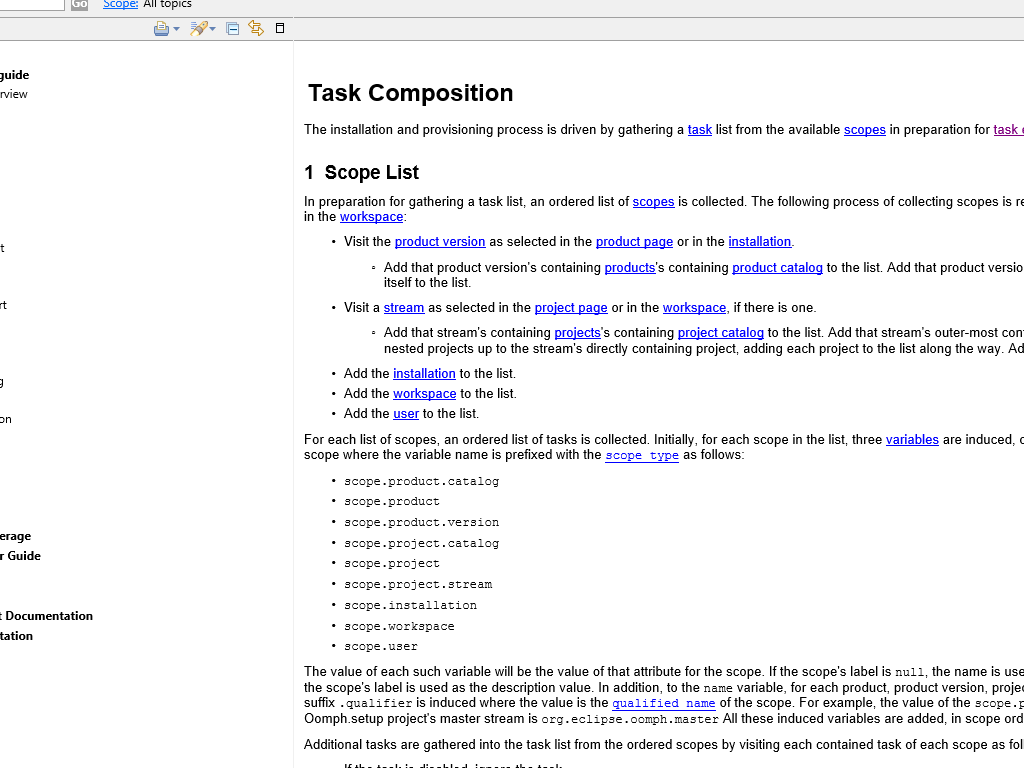 Go Scope: All topics
guide
rview
t
rt
g
on
erage
r Guide
t Documentation
tation
Task Composition
The installation and provisioning process is driven by gathering a task list from the available scopes in preparation for task
1 Scope List
In preparation for gathering a task list, an ordered list of scopes is collected. The following process of collecting scopes is re
in the workspace:
• Visit the product version as selected in the product page or in the installation.
▫ Add that product version's containing products's containing product catalog to the list. Add that product versio
itself to the list.
• Visit a stream as selected in the project page or in the workspace, if there is one.
▫ Add that stream's containing projects's containing project catalog to the list. Add that stream's outer-most con
nested projects up to the stream's directly containing project, adding each project to the list along the way. Ad
• Add the installation to the list.
• Add the workspace to the list.
• Add the user to the list.
For each list of scopes, an ordered list of tasks is collected. Initially, for each scope in the list, three variables are induced,
scope where the variable name is prefixed with the scope type as follows:
• scope.product.catalog
• scope.product
• scope.product.version
• scope.project.catalog
• scope.project
• scope.project.stream
• scope.installation
• scope.workspace
• scope.user
The value of each such variable will be the value of that attribute for the scope. If the scope's label is null, the name is use
the scope's label is used as the description value. In addition, to the name variable, for each product, product version, projec
suffix .qualifier is induced where the value is the qualified name of the scope. For example, the value of the scope.p
Oomph.setup project's master stream is org.eclipse.oomph.master All these induced variables are added, in scope ord
Additional tasks are gathered into the task list from the ordered scopes by visiting each contained task of each scope as fol
If the task is disabled, ignore the task.